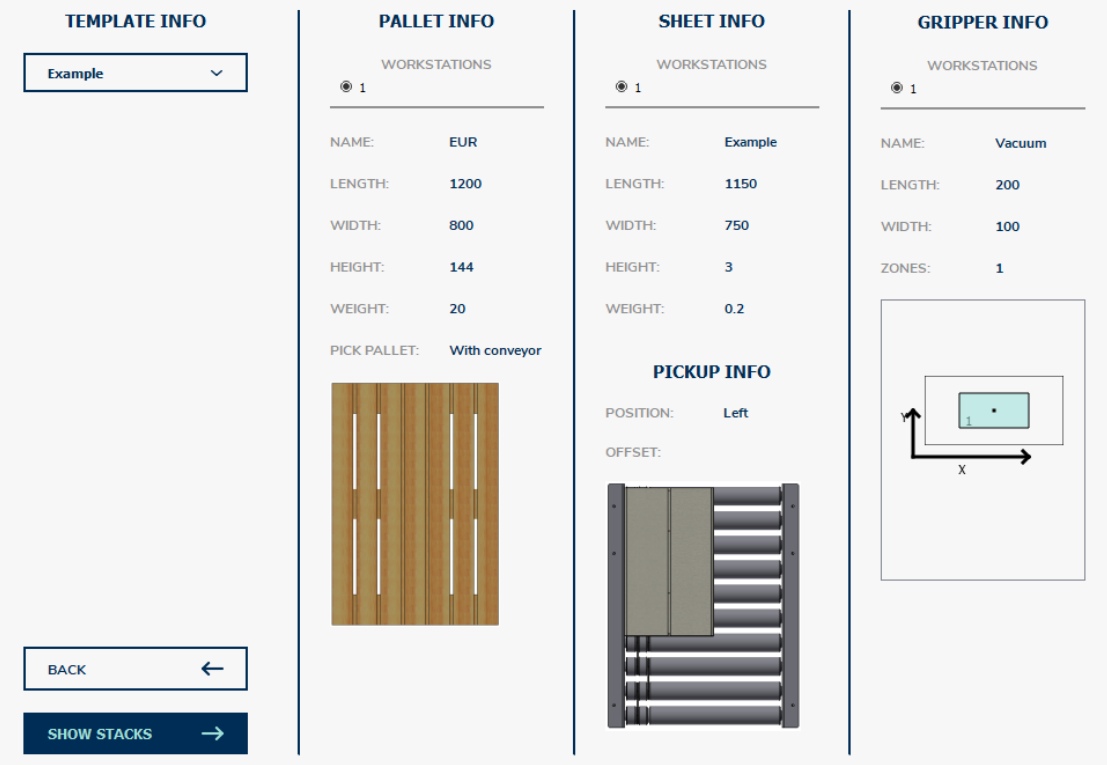 TEMPLATE INFO
Example
BACK
SHOW STACKS
PALLET INFO
WORKSTATIONS
1
NAME: EUR
LENGTH: 1200
WIDTH: 800
HEIGHT: 144
WEIGHT: 20
PICK PALLET: With conveyor
SHEET INFO
WORKSTATIONS
1
NAME: Example
LENGTH: 1150
WIDTH: 750
HEIGHT: 3
WEIGHT: 0.2
PICKUP INFO
POSITION: Left
OFFSET:
GRIPPER INFO
WORKSTATIONS
1
NAME: Vacuum
LENGTH: 200
WIDTH: 100
ZONES: 1
1
Y
X